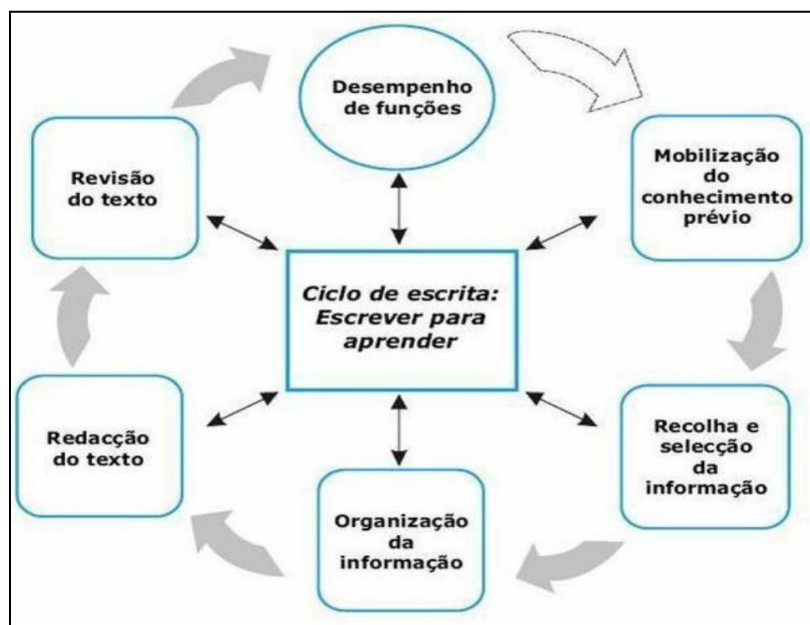 Desempenho
de funções
Mobilização
do
conhecimento
prévio
Recolha e
selecção
da
informação
Organização
da
informação
Redacção
do texto
Revisão
do texto
Ciclo de escrita:
Escrever para
aprender